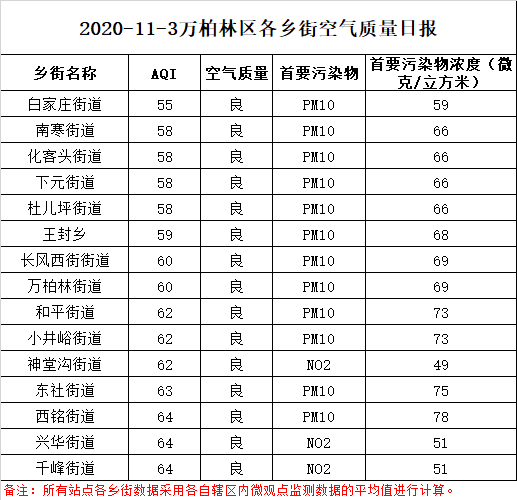 2020-11-3万柏林区各乡街空气质量日报
乡街名称 AQI 空气质量 首要污染物 首要污染物浓度（微克/立方米）
白家庄街道 55 良 PM10 59
南寒街道 58 良 PM10 66
化客头街道 58 良 PM10 66
下元街道 58 良 PM10 66
杜儿坪街道 58 良 PM10 66
王封乡 59 良 PM10 68
长风西街街道 60 良 PM10 69
万柏林街道 60 良 PM10 69
和平街道 62 良 PM10 73
小井峪街道 62 良 PM10 73
神堂沟街道 62 良 NO2 49
东社街道 63 良 PM10 75
西铭街道 64 良 PM10 78
兴华街道 64 良 NO2 51
千峰街道 64 良 NO2 51
备注：所有站点各乡街数据采用各自辖区内微观点监测数据的平均值进行计算。